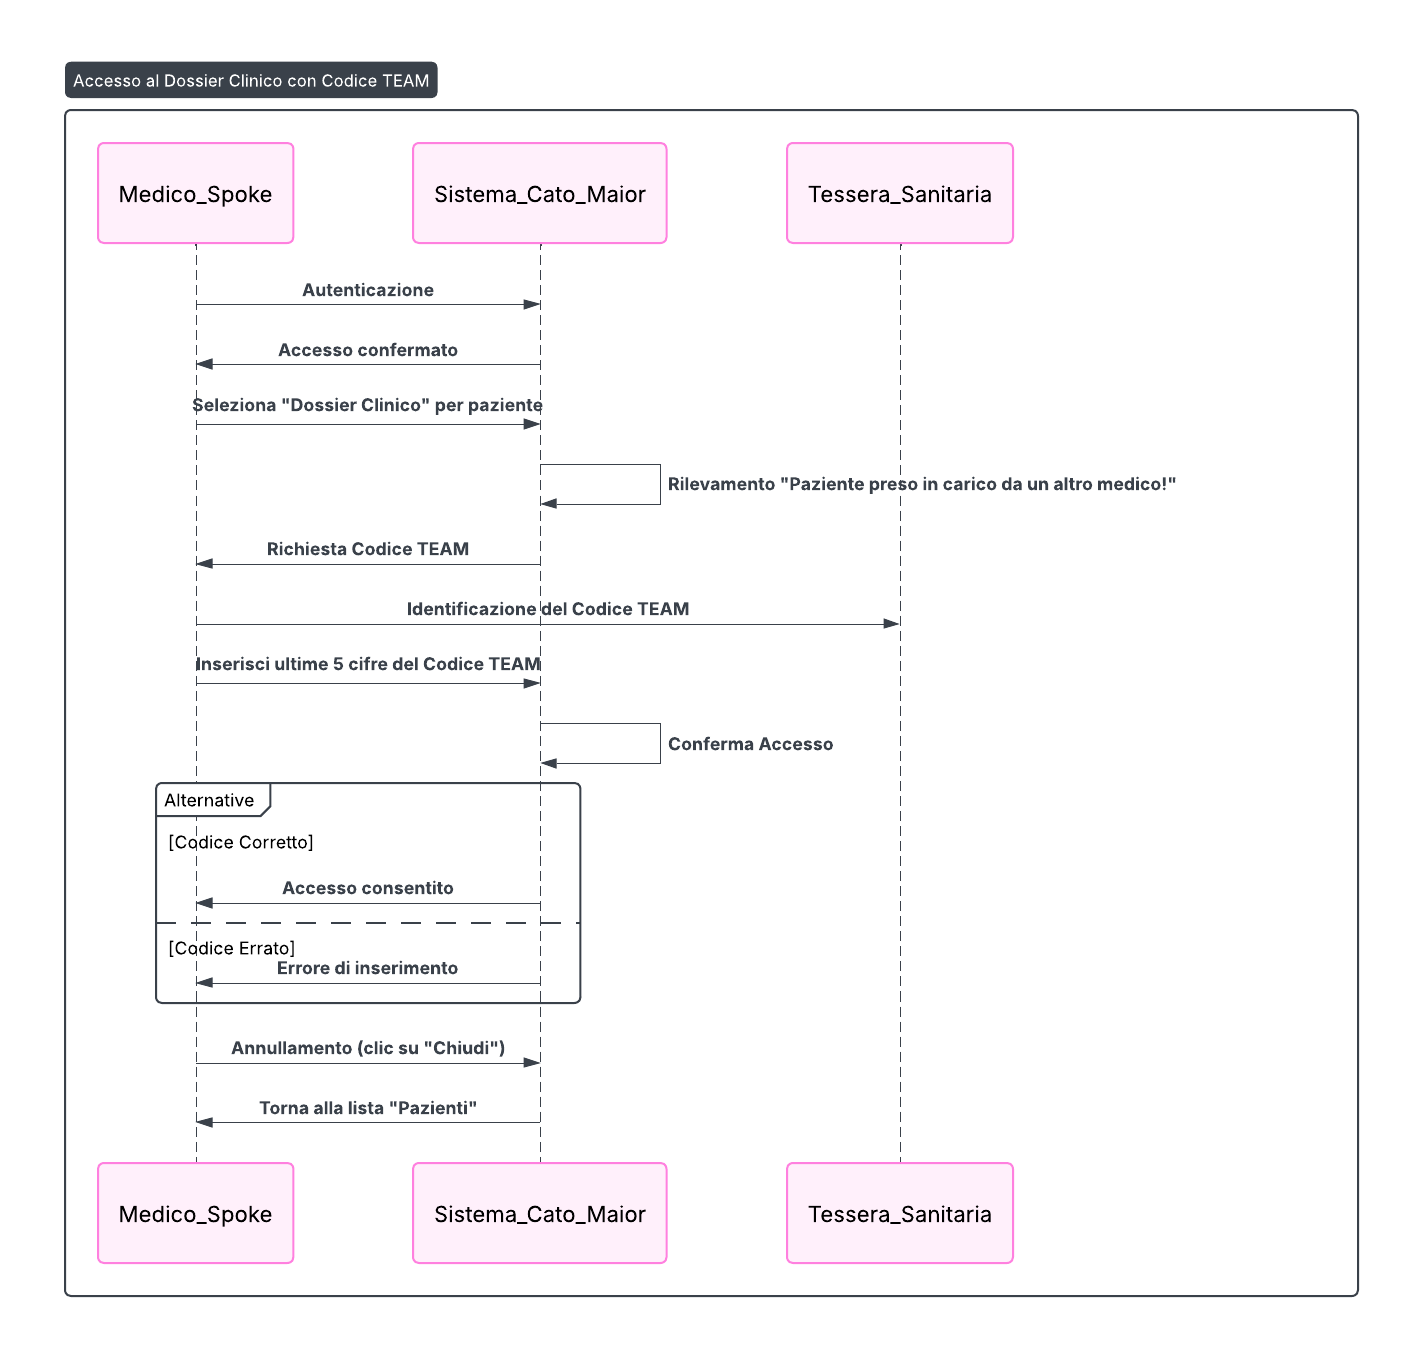 Accesso al Dossier Clinico con Codice TEAM
Medico_Spoke
Sistema_Cato_Maior
Tessera_Sanitaria
Autenticazione
Accesso confermato
Seleziona "Dossier Clinico" per paziente
Rilevamento "Paziente preso in carico da un altro medico!"
Richiesta Codice TEAM
Identificazione del Codice TEAM
Inserisci ultime 5 cifre del Codice TEAM
Conferma Accesso
Alternative
[Codice Corretto]
Accesso consentito
[Codice Errato]
Errore di inserimento
Annullamento (clic su "Chiudi")
Torna alla lista "Pazienti"
Medico_Spoke
Sistema_Cato_Maior
Tessera_Sanitaria